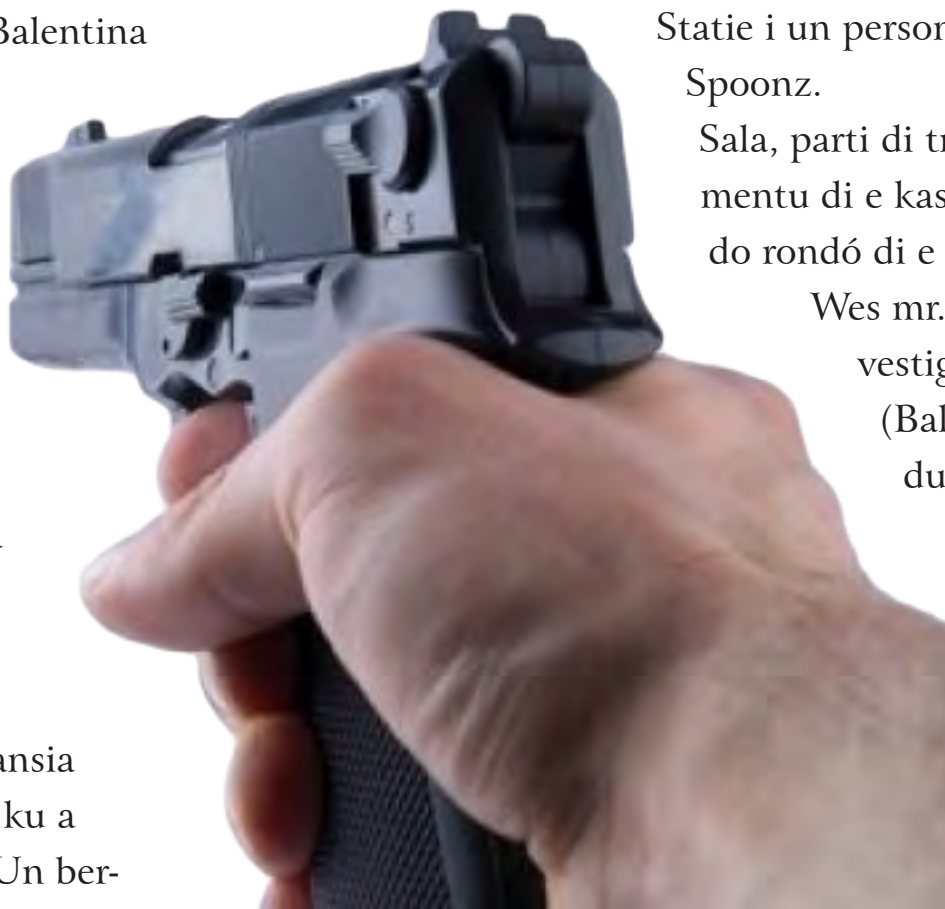 Balentina
ansia
ku a
Un ber-
Statie i un person
Spoonz.
Sala, parti di
mentu di e kas
do rondó di e
Wes mr.
vestig
(Bal
du